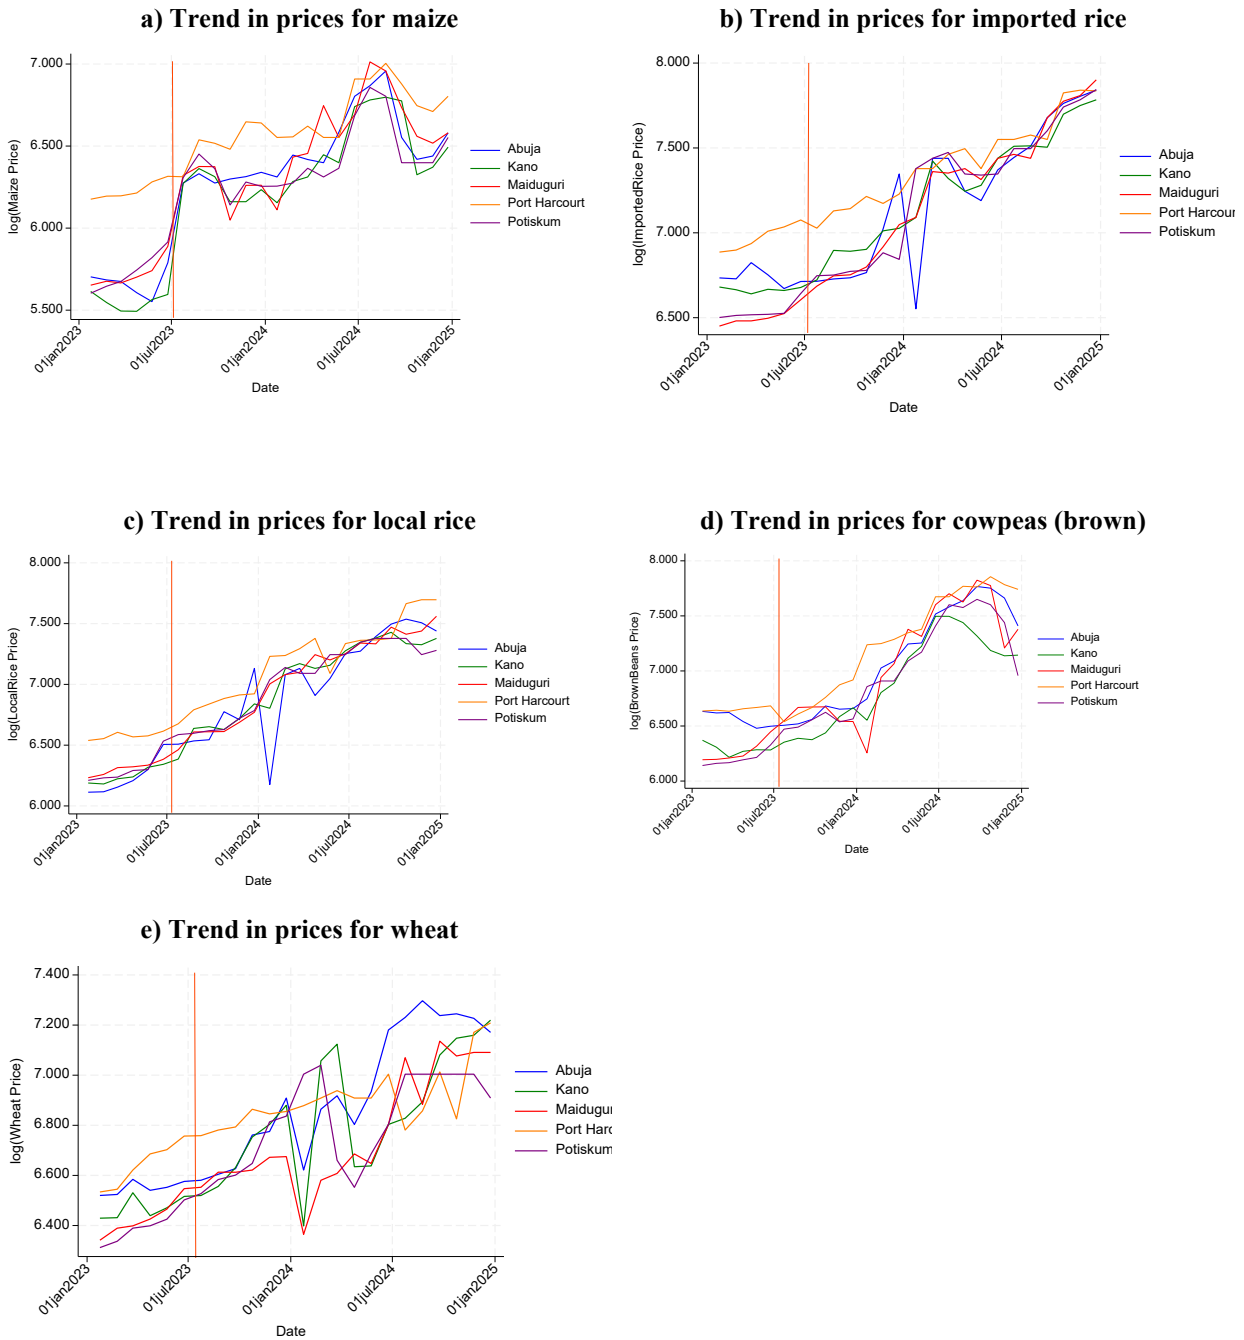 a) Trend in prices for maize
7.000
6.500
6.000
5.500
log(Maize Price)
01jan2023
01jul2023
01jan2024
01jul2024
01jan2025
Date
Abuja
Kano
Maiduguri
Port Harcourt
Potiskum
b) Trend in prices for imported rice
8.000
7.500
7.000
6.500
log(ImportedRice Price)
01jan2023
01jul2023
01jan2024
01jul2024
01jan2025
Date
Abuja
Kano
Maiduguri
Port Harcour
Potiskum
c) Trend in prices for local rice
8.000
7.500
7.000
6.500
6.000
log(LocalRice Price)
01jan2023
01jul2023
01jan2024
01jul2024
01jan2025
Date
Abuja
Kano
Maiduguri
Port Harcourt
Potiskum
d) Trend in prices for cowpeas (brown)
8.000
7.500
7.000
6.500
6.000
log(BrownBeans Price)
01jan2023
01jul2023
01jan2024
01jul2024
01jan2025
Date
Abuja
Kano
Maiduguri
Port Harcourt
Potiskum
e) Trend in prices for wheat
7.400
7.200
7.000
6.800
6.600
6.400
log(Wheat Price)
01jan2023
01jul2023
01jan2024
01jul2024
01jan2025
Date
Abuja
Kano
Maidugur
Port Harc
Potiskum